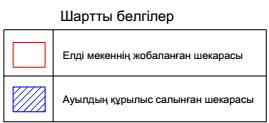 Шартты белгілер
Елді мекеннің жобаланған шекарасы
Ауылдың құрылыс салынған шекарасы